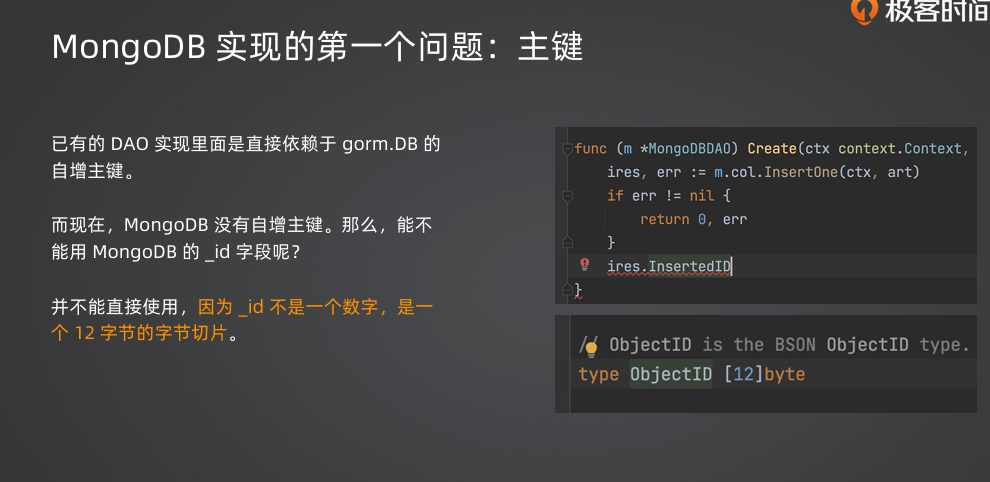 极客时间
MongoDB 实现的第一个问题：主键
已有的 DAO 实现里面是直接依赖于 gorm.DB 的
自增主键。
而现在，MongoDB 没有自增主键。那么，能不
能用 MongoDB 的 _id 字段呢？
并不能直接使用，因为 _id 不是一个数字，是一
个 12 字节的字节切片。
func (m *MongoDBDAO) Create(ctx context.Context,
ires, err := m.col.InsertOne(ctx, art)
if err != nil {
return 0, err
}
ires.InsertedID
}
// ObjectID is the BSON ObjectID type.
type ObjectID [12]byte